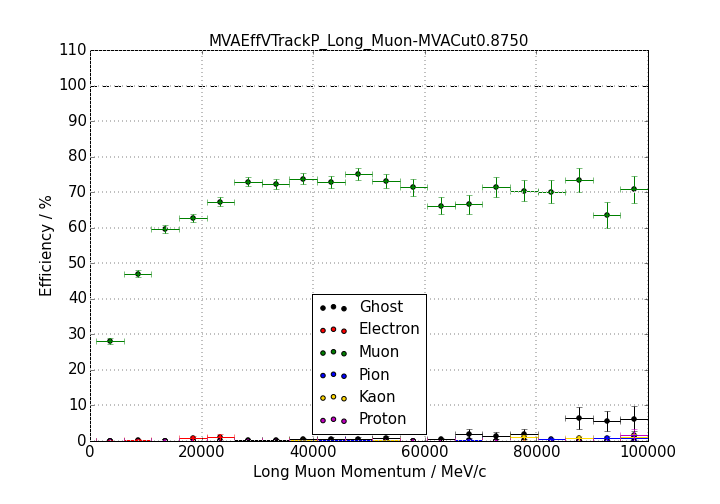 MVAEffVTrackP_Long_Muon-MVACut0.8750
110
100
90
80
70
60
50
40
30
20
10
0
Efficiency / %
Ghost
Electron
Muon
Pion
Kaon
Proton
0 20000 40000 60000 80000 100000
Long Muon Momentum / MeV/c